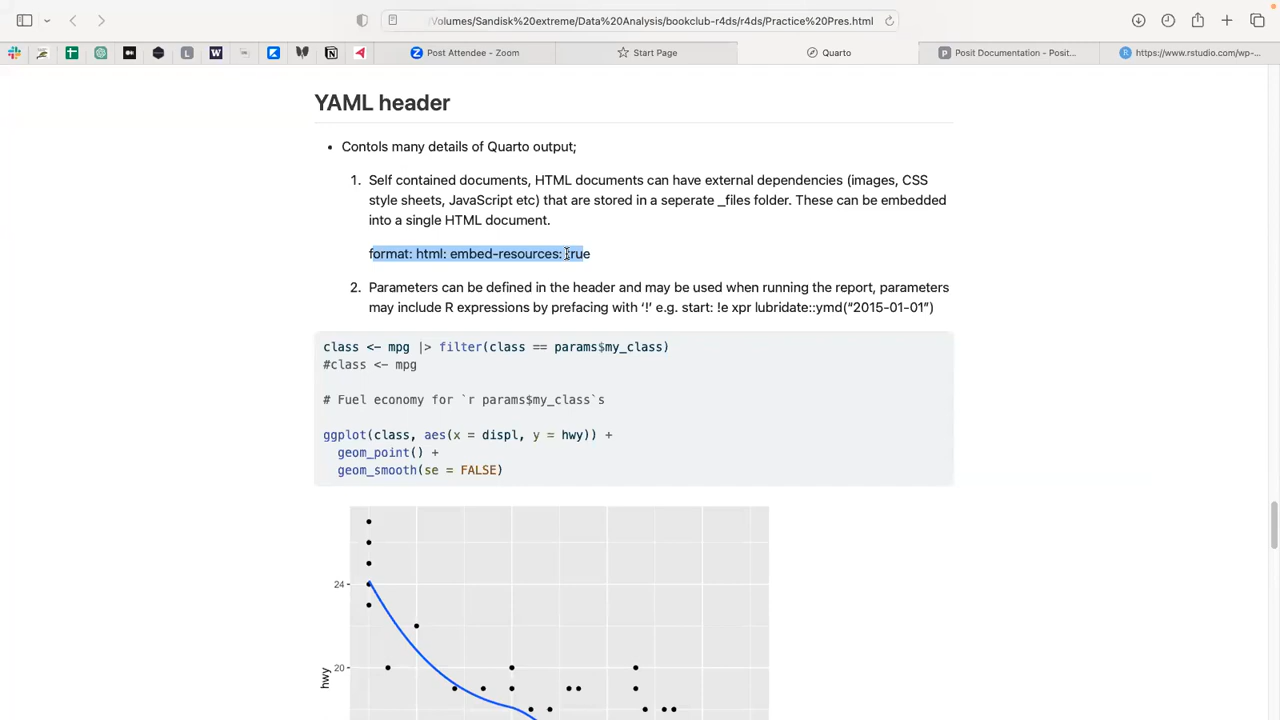 /Volumes/Sandisk%20extreme/Data%20Analysis/bookclub-r4ds/r4ds/Practice%20Pres.html
Post Attendee - Zoom
Start Page
Quarto
Posit Documentation - Posit...
https://www.rstudio.com/wp-...
YAML header
• Contols many details of Quarto output;
1. Self contained documents, HTML documents can have external dependencies (images, CSS
style sheets, JavaScript etc) that are stored in a seperate _files folder. These can be embedded
into a single HTML document.
format: html: embed-resources: true
2. Parameters can be defined in the header and may be used when running the report, parameters
may include R expressions by prefacing with ‘!’ e.g. start: !e xpr lubridate::ymd(“2015-01-01”)
class <- mpg |> filter(class == params$my_class)
#class <- mpg
# Fuel economy for `r params$my_class`s
ggplot(class, aes(x = displ, y = hwy)) +
geom_point() +
geom_smooth(se = FALSE)
24
20
hwy